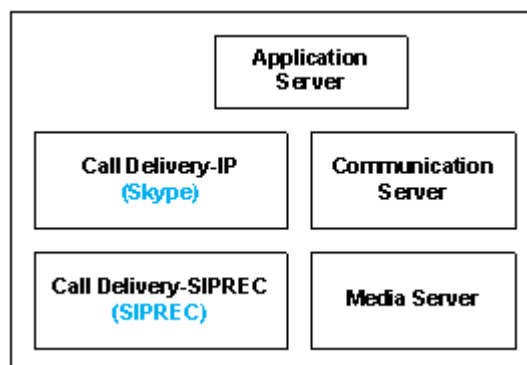 Application
Server
Call Delivery-IP
(Skype)
Communication
Server
Call Delivery-SIPREC
(SIPREC)
Media Server